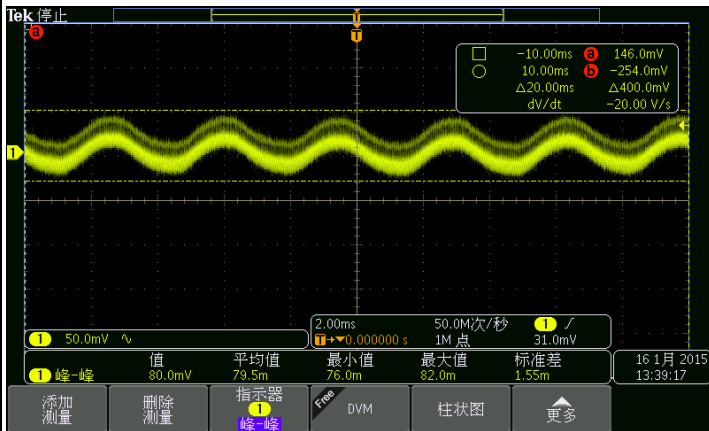 Tek 停止
T
a
T
□ -10.00ms a 146.0mV
○ 10.00ms b -254.0mV
△20.00ms △400.0mV
dV/dt -20.00 V/s
1
1 50.0mV ∿
2.00ms 50.0M次/秒 1 ∫
T→▼0.000000 s 1M 点 31.0mV
值 平均值 最小值 最大值 标准差
1 峰-峰 80.0mV 79.5m 76.0m 82.0m 1.55m
16 1月 2015
13:39:17
添加
测量
删除
测量
指示器
1
峰-峰
Free
DVM
柱状图
更多